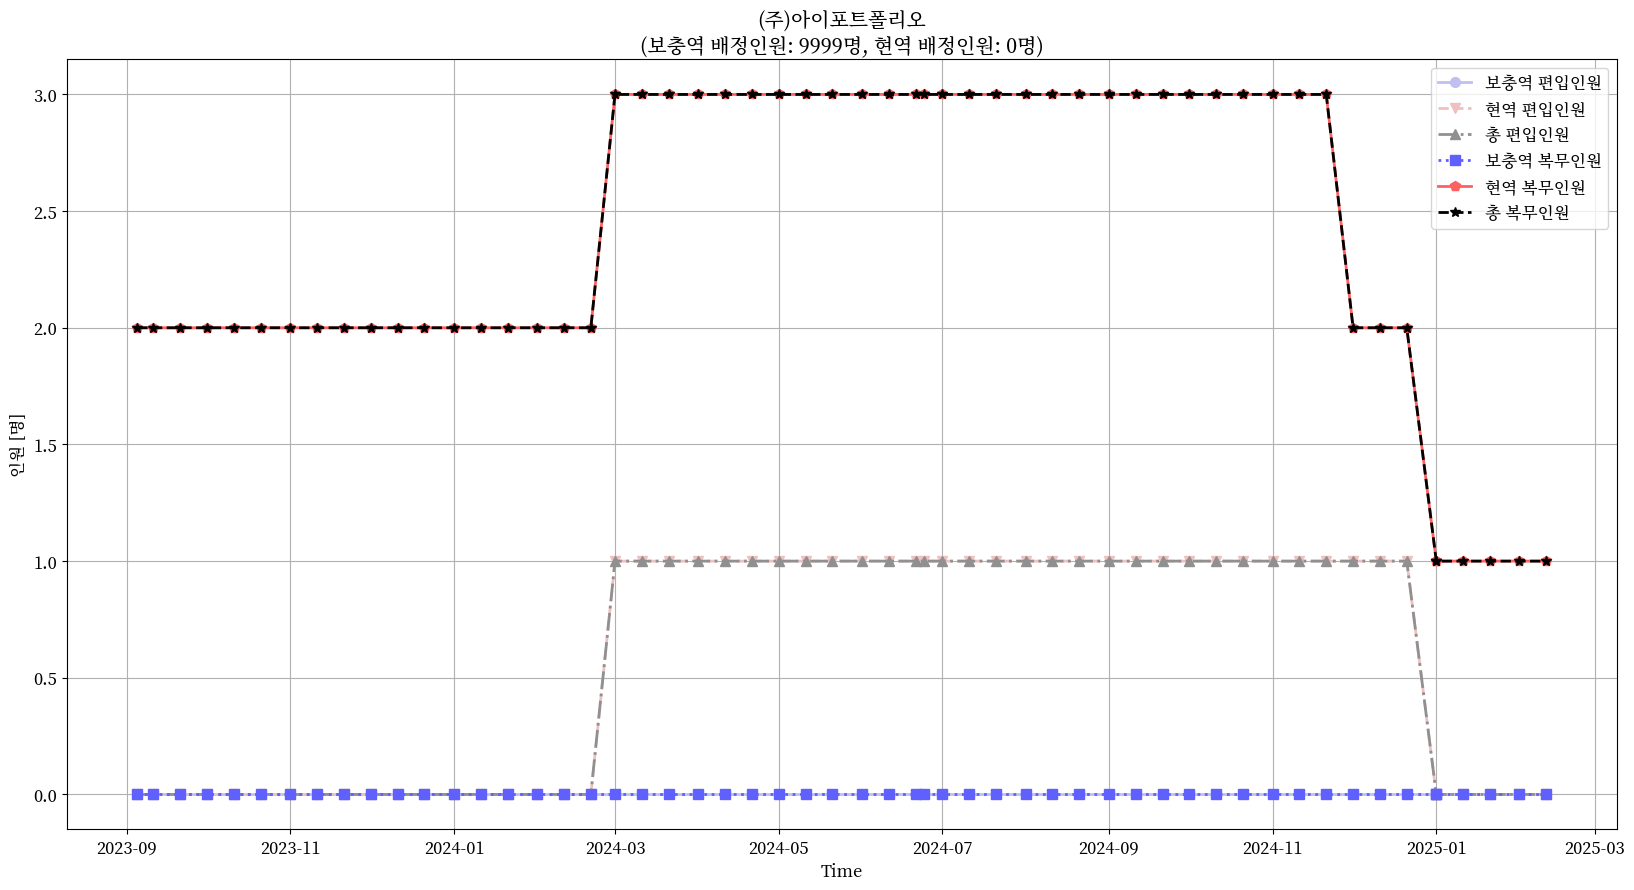 (주)아이포트폴리오
(보충역 배정인원: 9999명, 현역 배정인원: 0명)
보충역 편입인원
현역 편입인원
총 편입인원
보충역 복무인원
현역 복무인원
총 복무인원
인원 [명]
3.0
2.5
2.0
1.5
1.0
0.5
0.0
2023-09 2023-11 2024-01 2024-03 2024-05 2024-07 2024-09 2024-11 2025-01 2025-03
Time